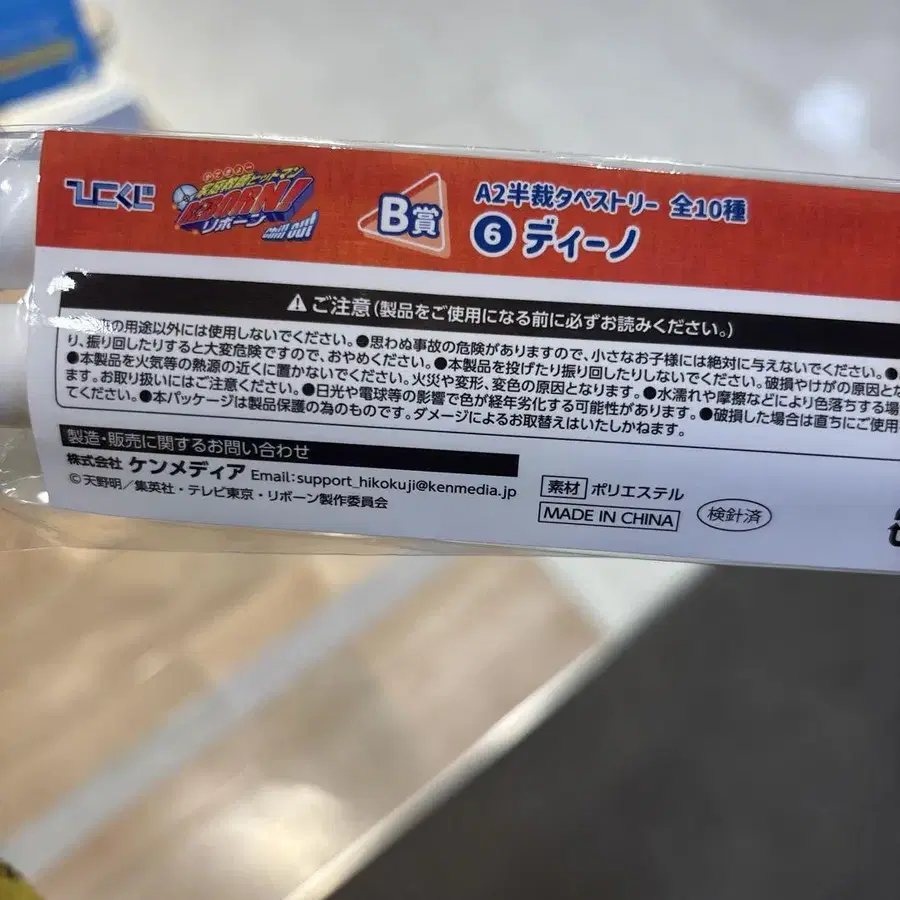 ヒコくじ
家庭教師ヒットマン
REBORN!
リボーン
chill out
B賞
A2半裁タペストリー 全10種
6 ディーノ
⚠ご注意(製品をご使用になる前に必ずお読みください。)
の用途以外には使用しないでください。●思わぬ事故の危険がありますので、小さなお子様には絶対に与えないでください。●
り、振り回したりすると大変危険ですので、おやめください。●本製品を投げたり振り回したりしないでください。破損やけがの原因とな
●本製品を火気等の熱源の近くに置かないでください。火災や変形、変色の原因となります。●水濡れや摩擦などにより色落ちする場
ます。お取り扱いにはご注意ください。●日光や電球等の影響で色が経年劣化する可能性があります。●破損した場合は直ちにご使用
てください。●本パッケージは製品保護の為のものです。ダメージによるお取替えはいたしかねます。
製造・販売に関するお問い合わせ
株式会社 ケンメディア Email:support_hikokuji@kenmedia.jp
©天野明/集英社・テレビ東京・リボーン製作委員会
素材 ポリエステル
MADE IN CHINA
検針済